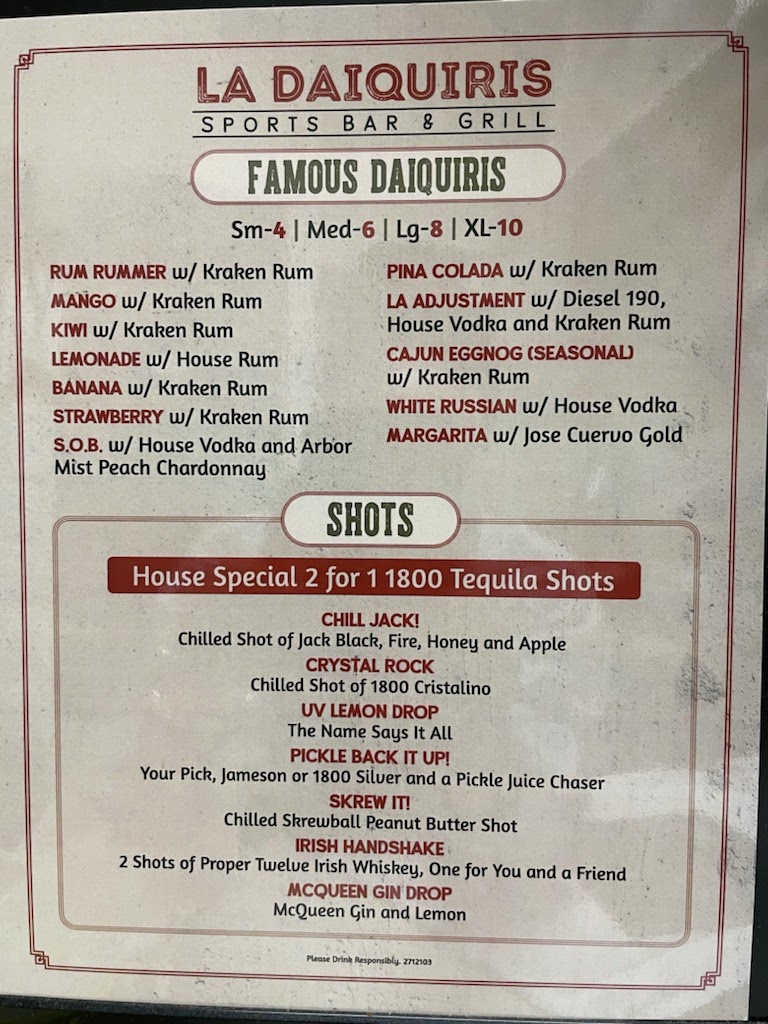 LA DAIQUIRIS
SPORTS BAR & GRILL
FAMOUS DAIQUIRIS
Sm-4 | Med-6 | Lg-8 | XL-10
RUM RUMMER w/ Kraken Rum
MANGO w/ Kraken Rum
KIWI w/ Kraken Rum
LEMONADE w/ House Rum
BANANA w/ Kraken Rum
STRAWBERRY w/ Kraken Rum
S.O.B. w/ House Vodka and Arbor
Mist Peach Chardonnay
PINA COLADA w/ Kraken Rum
LA ADJUSTMENT w/ Diesel 190,
House Vodka and Kraken Rum
CAJUN EGGNOG (SEASONAL)
w/ Kraken Rum
WHITE RUSSIAN w/ House Vodka
MARGARITA w/ Jose Cuervo Gold
SHOTS
House Special 2 for 1 1800 Tequila Shots
CHILL JACK!
Chilled Shot of Jack Black, Fire, Honey and Apple
CRYSTAL ROCK
Chilled Shot of 1800 Cristalino
UV LEMON DROP
The Name Says It All
PICKLE BACK IT UP!
Your Pick, Jameson or 1800 Silver and a Pickle Juice Chaser
SKREW IT!
Chilled Skrewball Peanut Butter Shot
IRISH HANDSHAKE
2 Shots of Proper Twelve Irish Whiskey, One for You and a Friend
MCQUEEN GIN DROP
McQueen Gin and Lemon
Please Drink Responsibly. 2712103